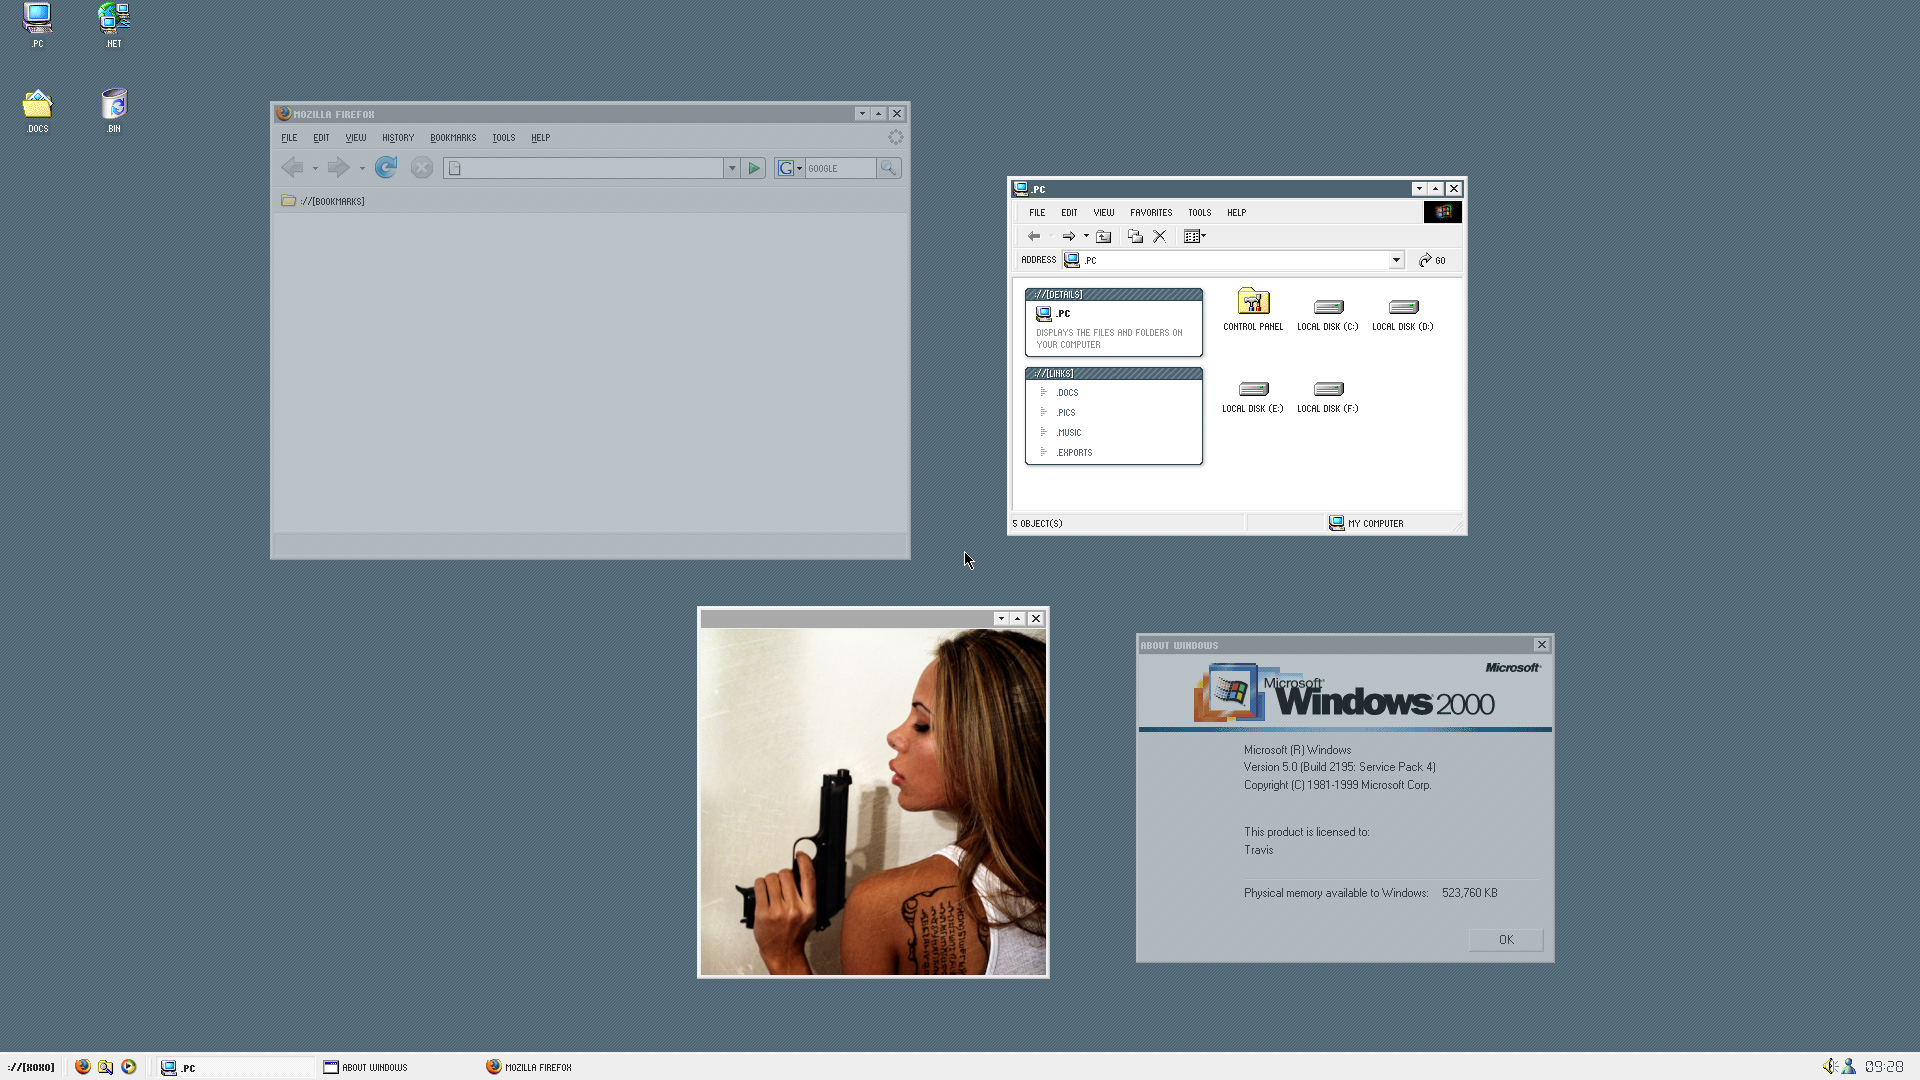 .PC
.NET
.DOCS
.BIN
MOZILLA FIREFOX
FILE EDIT VIEW HISTORY BOOKMARKS TOOLS HELP
G GOOGLE
://[BOOKMARKS]
.PC
FILE EDIT VIEW FAVORITES TOOLS HELP
ADDRESS .PC GO
://[DETAILS]
.PC
DISPLAYS THE FILES AND FOLDERS ON
YOUR COMPUTER
://[LINKS]
.DOCS
.PICS
.MUSIC
.EXPORTS
CONTROL PANEL LOCAL DISK (C:) LOCAL DISK (D:)
LOCAL DISK (E:) LOCAL DISK (F:)
5 OBJECT(S) MY COMPUTER
ABOUT WINDOWS
Microsoft
Microsoft
Windows 2000
Microsoft (R) Windows
Version 5.0 (Build 2195: Service Pack 4)
Copyright (C) 1981-1999 Microsoft Corp.
This product is licensed to:
Travis
Physical memory available to Windows: 523,760 KB
OK
://[XOXO] .PC ABOUT WINDOWS MOZILLA FIREFOX 09:28